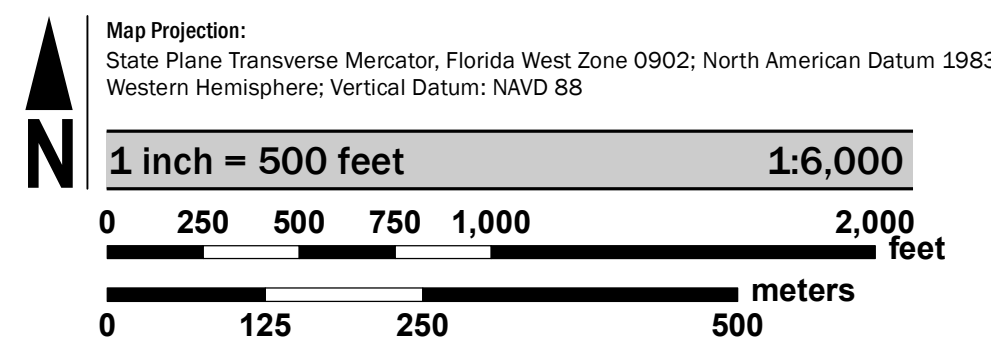 N
Map Projection:
State Plane Transverse Mercator, Florida West Zone 0902; North American Datum 1983
Western Hemisphere; Vertical Datum: NAVD 88
1 inch = 500 feet 1:6,000
0 250 500 750 1,000 2,000
feet
meters
0 125 250 500